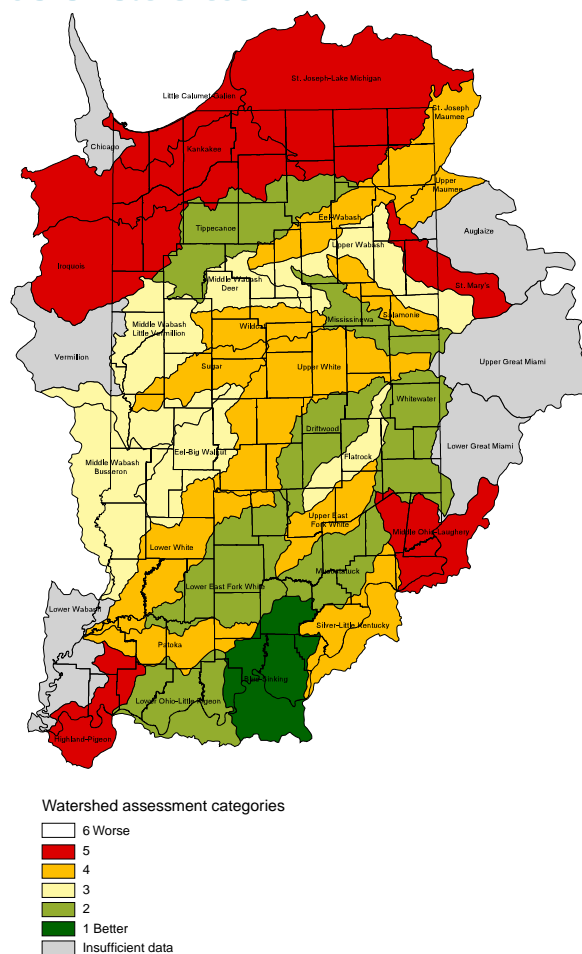 St. Joseph-Lake Michigan
Little Calumet-Galien
St. Joseph
Maumee
Chicago
Kankakee
Upper
Maumee
Eel-Wabash
Tippecanoe
Auglaize
Upper Wabash
Iroquois
Middle Wabash
Deer
St. Mary's
Middle Wabash
Little Vermillion
Salamonie
Mississinewa
Wildcat
Vermillion
Upper Great Miami
Sugar
Upper White
Whitewater
Driftwood
Lower Great Miami
Eel-Big Walnut
Flatrock
Middle Wabash
Busseron
Upper East
Fork White
Middle Ohio-Laughery
Lower White
Muscatatuck
Lower East Fork White
Lower Wabash
Silver-Little Kentucky
Patoka
Blue-Sinking
Lower Ohio-Little Pigeon
Highland-Pigeon
Watershed assessment categories
6 Worse
5
4
3
2
1 Better
Insufficient data